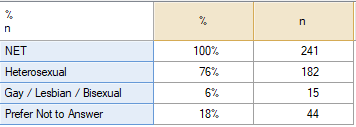 %
n % n
NET 100% 241
Heterosexual 76% 182
Gay / Lesbian / Bisexual 6% 15
Prefer Not to Answer 18% 44